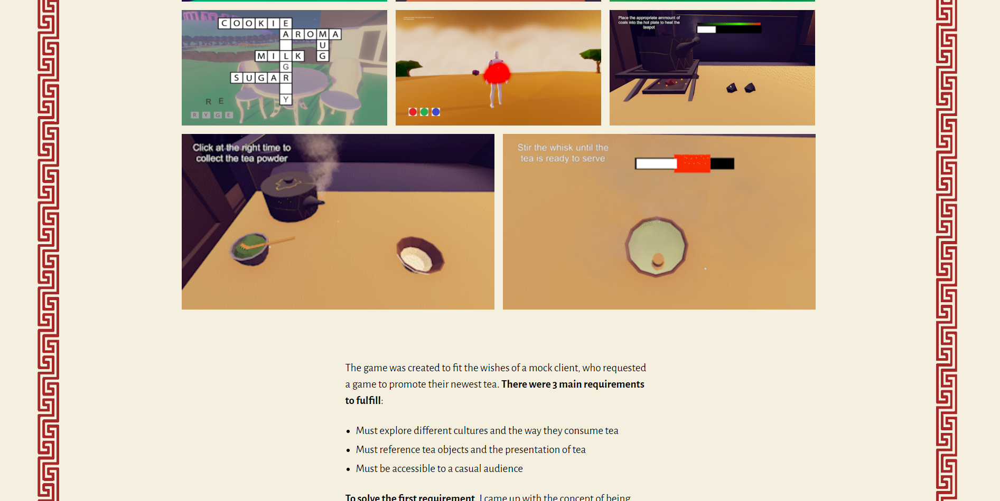 COOKIE
AROMA
U
MILK G
G
SUGAR
Y
R E
R Y G E
Place the appropriate ammount of
coals into the hot plate to heat the
teapot
Click at the right time to
collect the tea powder
Stir the whisk until the
tea is ready to serve
The game was created to fit the wishes of a mock client, who requested
a game to promote their newest tea. There were 3 main requirements
to fulfill:
• Must explore different cultures and the way they consume tea
• Must reference tea objects and the presentation of tea
• Must be accessible to a casual audience
To solve the first requirement, I came up with the concept of being